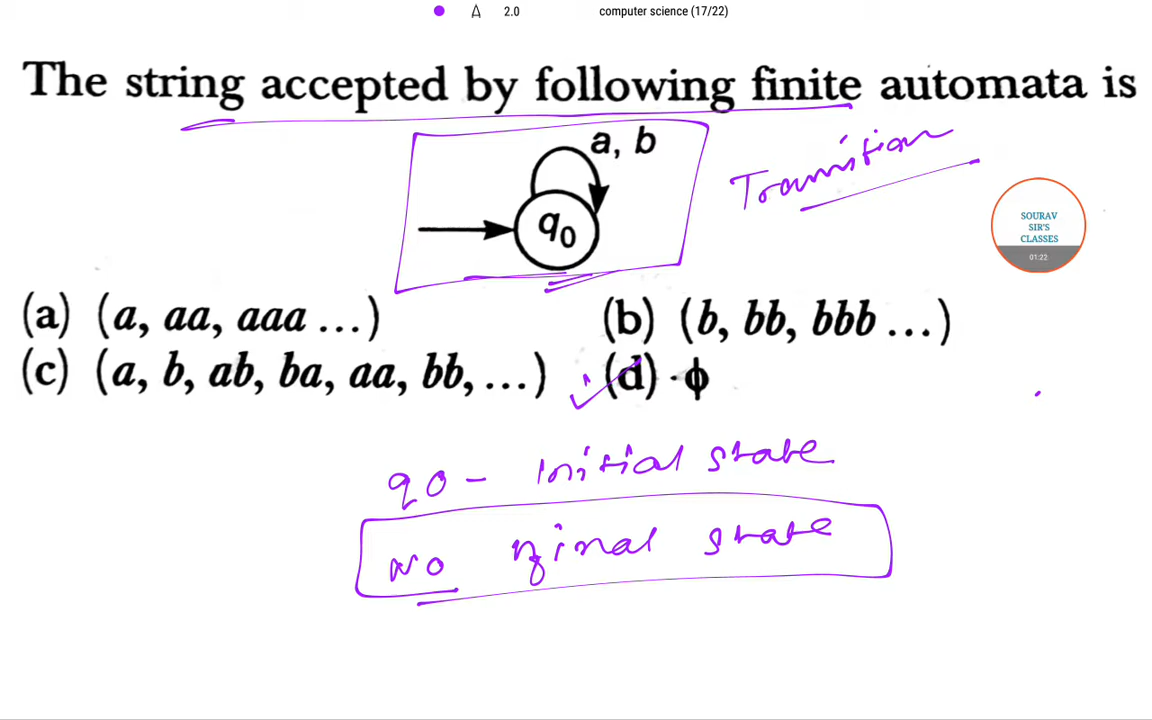 2.0 computer science (17/22)
The string accepted by following finite automata is
a, b
Transition
q0
SOURAV
SIR'S
CLASSES
01:22
(a) (a, aa, aaa ...) (b) (b, bb, bbb ...)
(c) (a, b, ab, ba, aa, bb, ...) (d) ϕ
q0 - Initial state
No final state